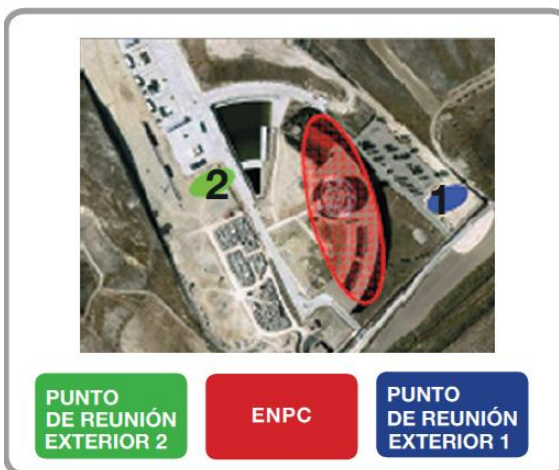 2
1
PUNTO
DE REUNIÓN
EXTERIOR 2
ENPC
PUNTO
DE REUNIÓN
EXTERIOR 1